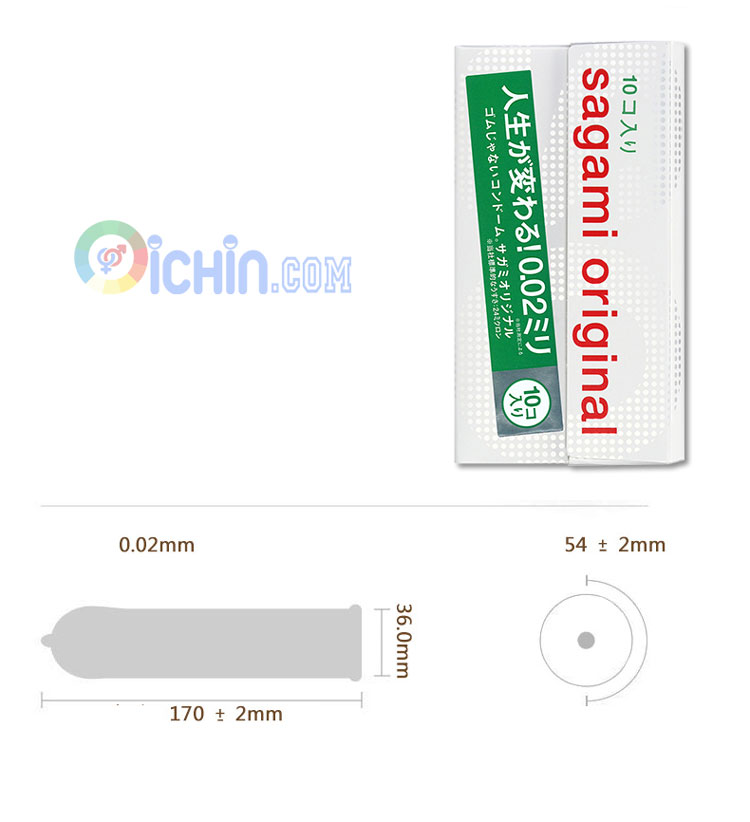 10コ入り
sagami original
人生が変わる!0.02ミリ
ゴムじゃないコンドーム。サガミオリジナル
10コ
入り
OichiN.COM
0.02mm
54 ± 2mm
36.0mm
170 ± 2mm